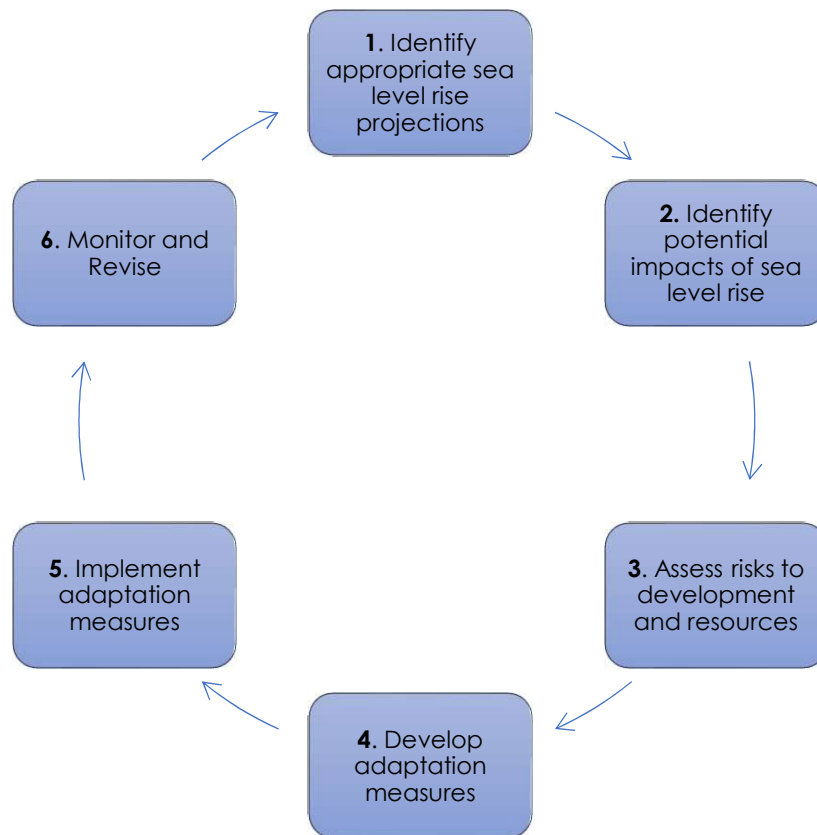 1. Identify
appropriate sea
level rise
projections
2. Identify
potential
impacts of sea
level rise
3. Assess risks to
development
and resources
4. Develop
adaptation
measures
5. Implement
adaptation
measures
6. Monitor and
Revise